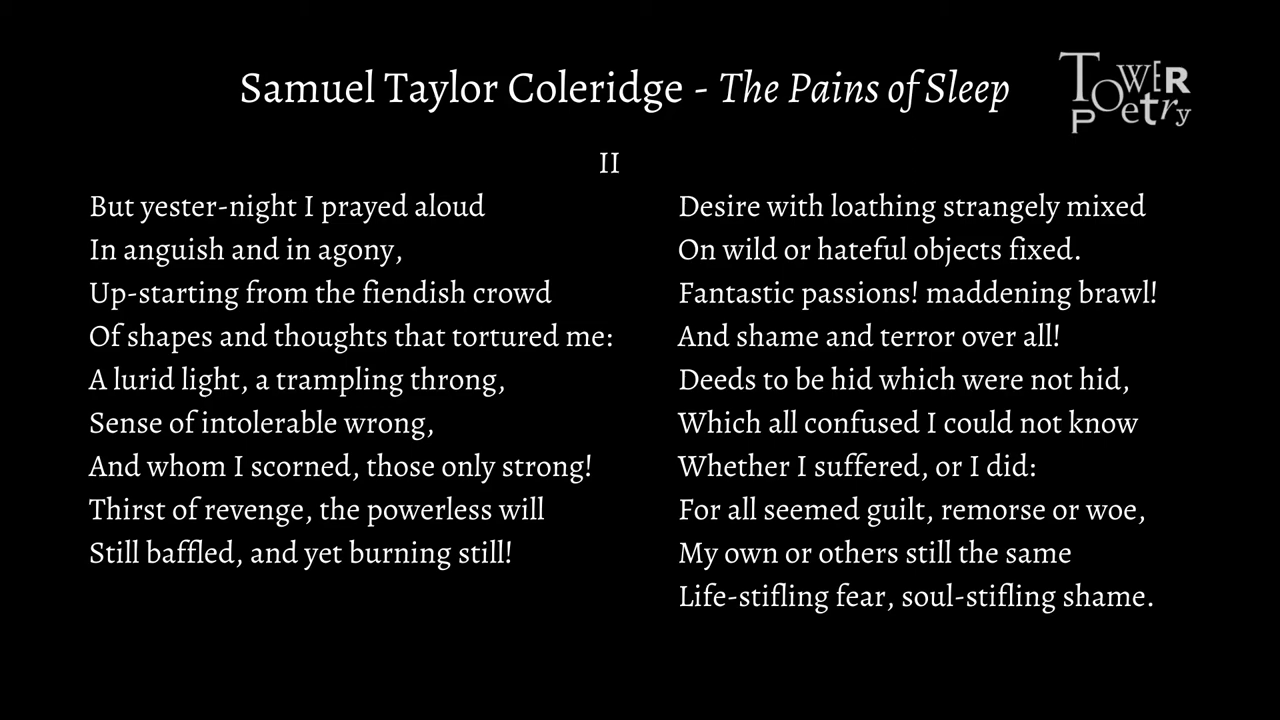 Samuel Taylor Coleridge - The Pains of Sleep
TOWER
Poetry
II
But yester-night I prayed aloud
In anguish and in agony,
Up-starting from the fiendish crowd
Of shapes and thoughts that tortured me:
A lurid light, a trampling throng,
Sense of intolerable wrong,
And whom I scorned, those only strong!
Thirst of revenge, the powerless will
Still baffled, and yet burning still!
Desire with loathing strangely mixed
On wild or hateful objects fixed.
Fantastic passions! maddening brawl!
And shame and terror over all!
Deeds to be hid which were not hid,
Which all confused I could not know
Whether I suffered, or I did:
For all seemed guilt, remorse or woe,
My own or others still the same
Life-stifling fear, soul-stifling shame.